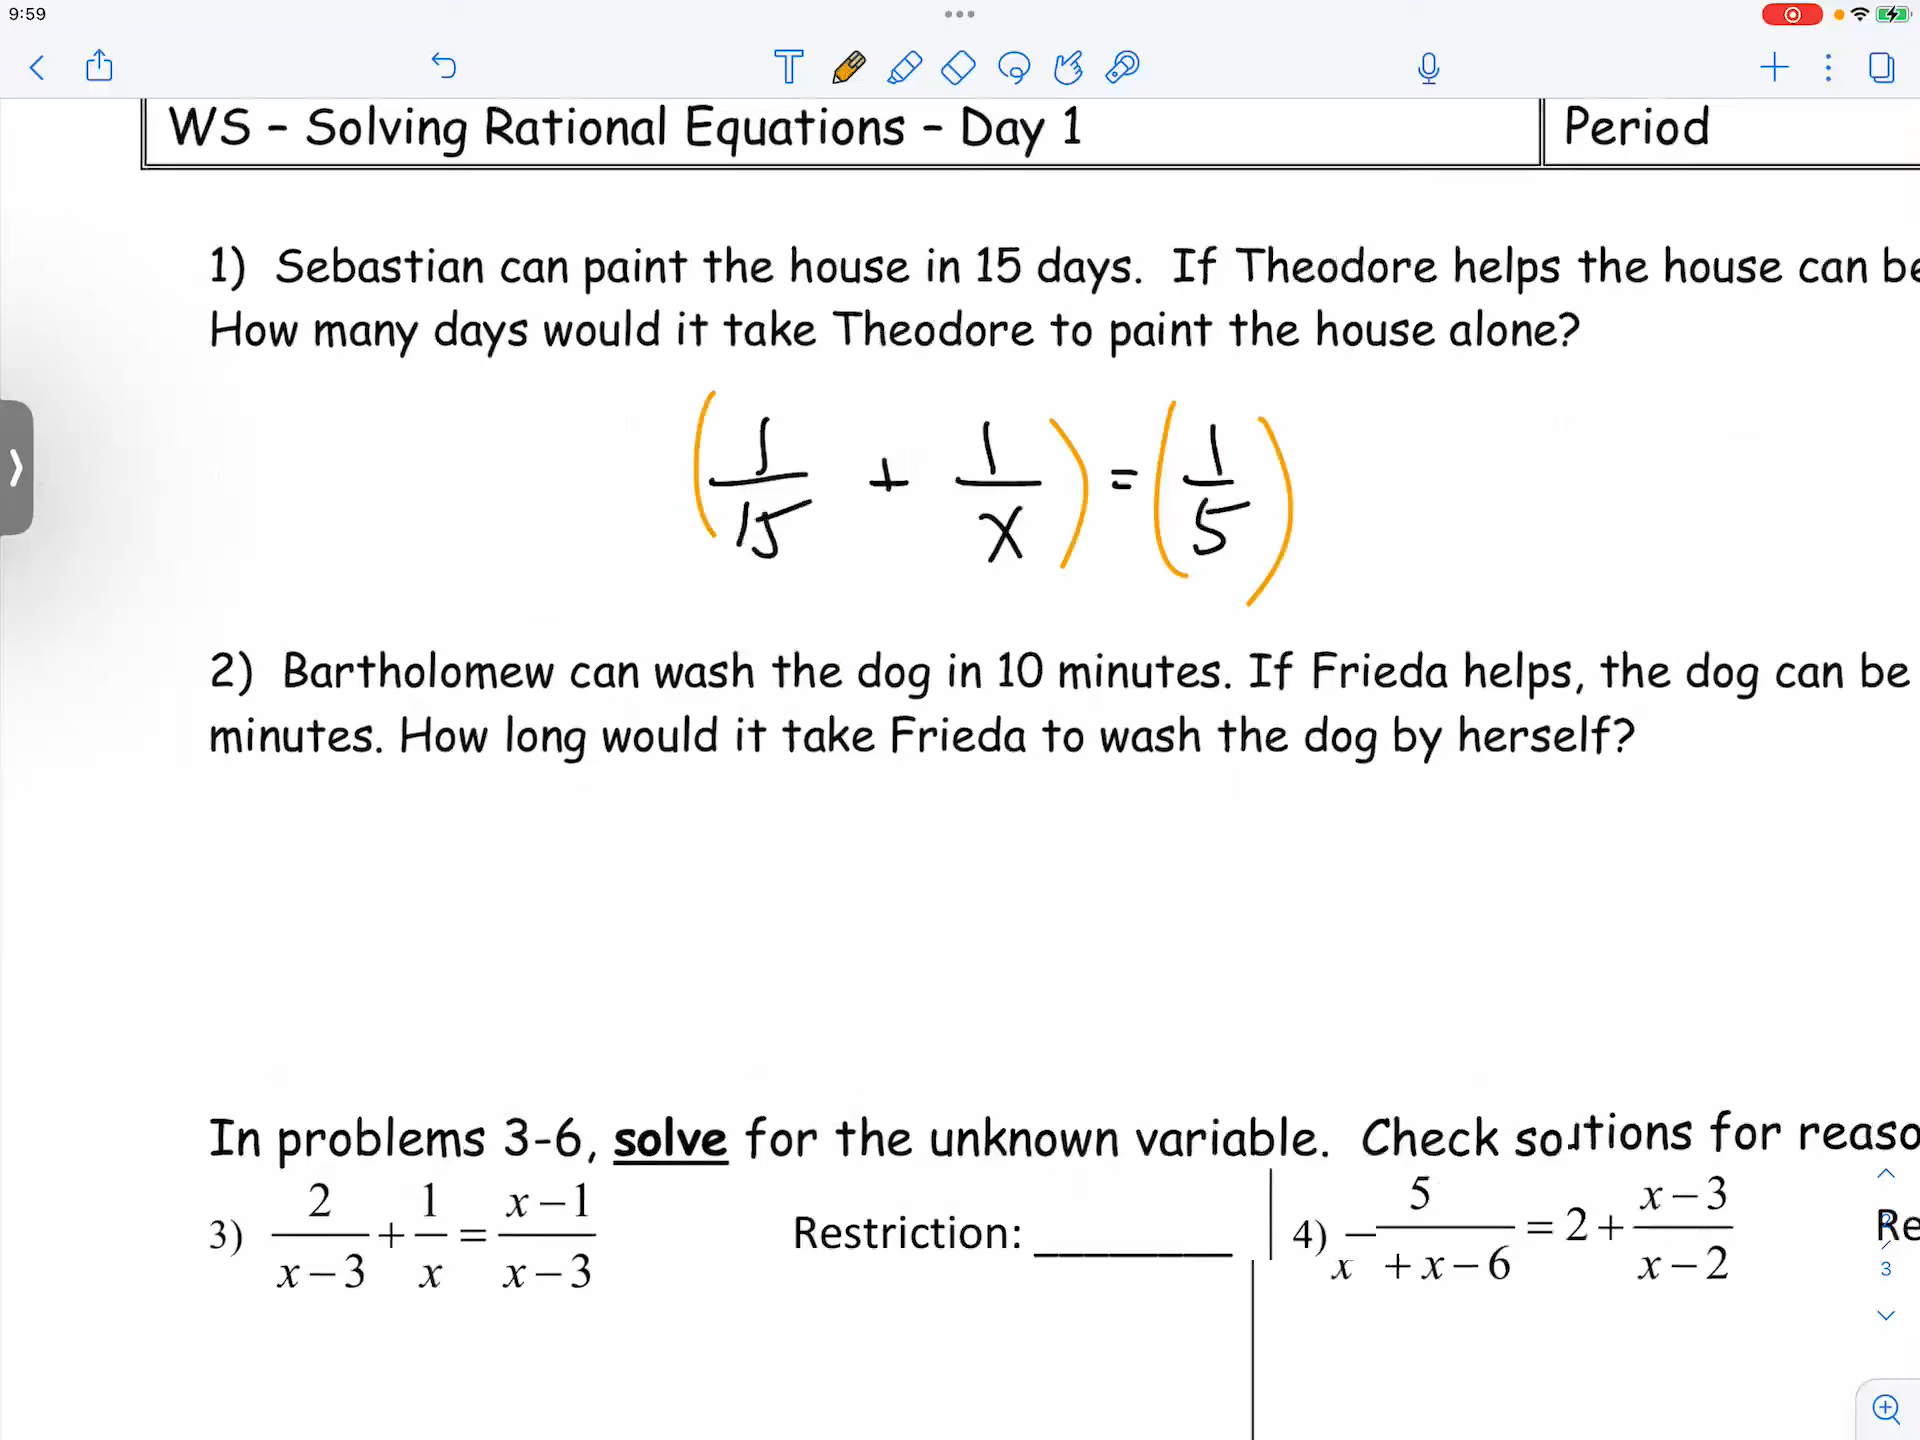 9:59
WS – Solving Rational Equations – Day 1
Period
1) Sebastian can paint the house in 15 days. If Theodore helps the house can be
How many days would it take Theodore to paint the house alone?
(1/15 + 1/x) = (1/5)
2) Bartholomew can wash the dog in 10 minutes. If Frieda helps, the dog can be
minutes. How long would it take Frieda to wash the dog by herself?
In problems 3-6, solve for the unknown variable. Check so tions for reaso
3) 2/(x−3) + 1/x = (x−1)/(x−3)
Restriction: ________
4) 5/(x + x − 6) = 2 + (x−3)/(x−2)
Re
2/3